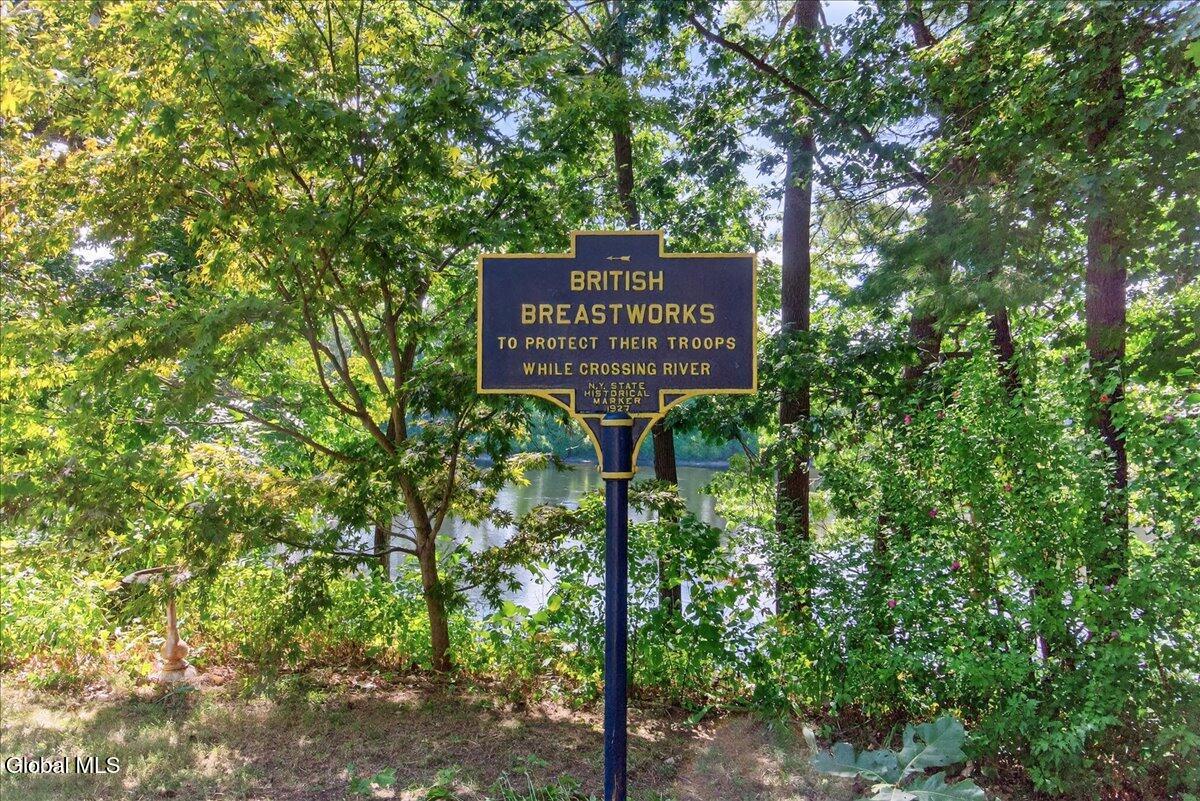 BRITISH
BREASTWORKS
TO PROTECT THEIR TROOPS
WHILE CROSSING RIVER
N.Y. STATE
HISTORICAL
MARKER
1927
Global MLS